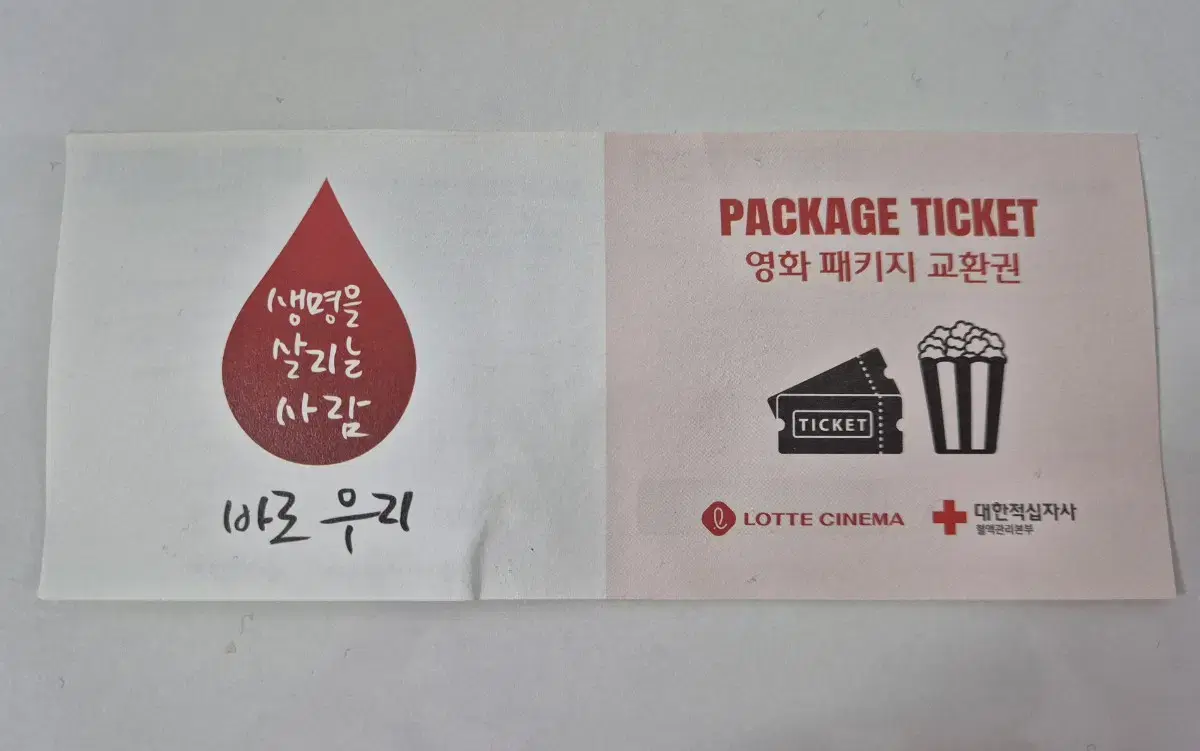 생명을
살리는
사람
바로 우리
PACKAGE TICKET
영화 패키지 교환권
TICKET
LOTTE CINEMA
대한적십자사
혈액관리본부